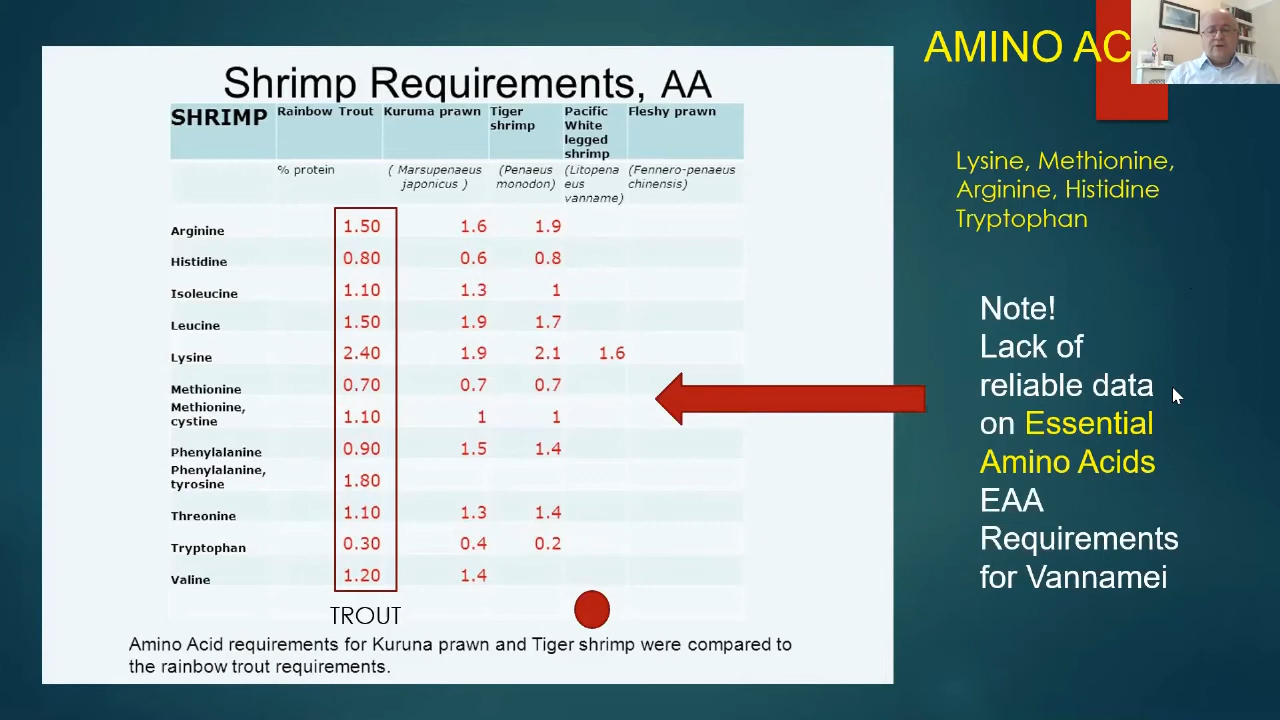 AMINO AC
Shrimp Requirements, AA
SHRIMP Rainbow Trout Kuruma prawn Tiger shrimp Pacific White legged shrimp Fleshy prawn
% protein ( Marsupenaeus japonicus ) (Penaeus monodon) (Litopena eus vanname) (Fennero-penaeus chinensis)
Arginine 1.50 1.6 1.9
Histidine 0.80 0.6 0.8
Isoleucine 1.10 1.3 1
Leucine 1.50 1.9 1.7
Lysine 2.40 1.9 2.1 1.6
Methionine 0.70 0.7 0.7
Methionine, cystine 1.10 1 1
Phenylalanine 0.90 1.5 1.4
Phenylalanine, tyrosine 1.80
Threonine 1.10 1.3 1.4
Tryptophan 0.30 0.4 0.2
Valine 1.20 1.4
TROUT
Amino Acid requirements for Kuruna prawn and Tiger shrimp were compared to
the rainbow trout requirements.
Lysine, Methionine,
Arginine, Histidine
Tryptophan
Note!
Lack of
reliable data
on Essential
Amino Acids
EAA
Requirements
for Vannamei